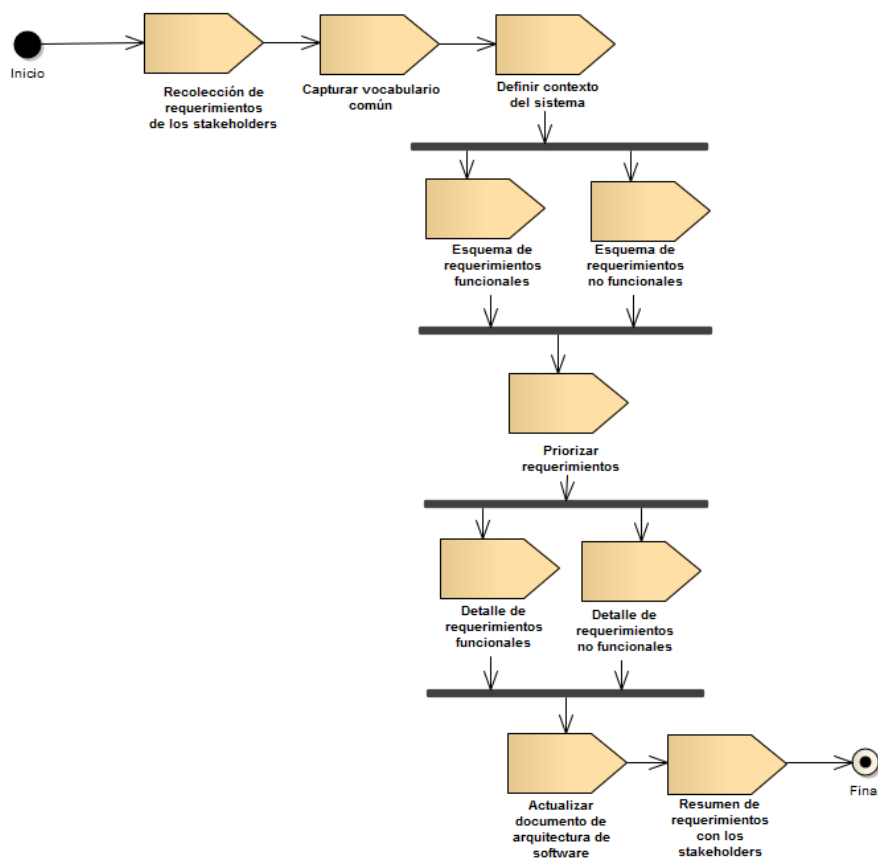 Inicio
Recolección de
requerimientos
de los stakeholders
Capturar vocabulario
común
Definir contexto
del sistema
Esquema de
requerimientos
funcionales
Esquema de
requerimientos
no funcionales
Priorizar
requerimientos
Detalle de
requerimientos
funcionales
Detalle de
requerimientos
no funcionales
Actualizar
documento de
arquitectura de
software
Resumen de
requerimientos
con los
stakeholders
Final